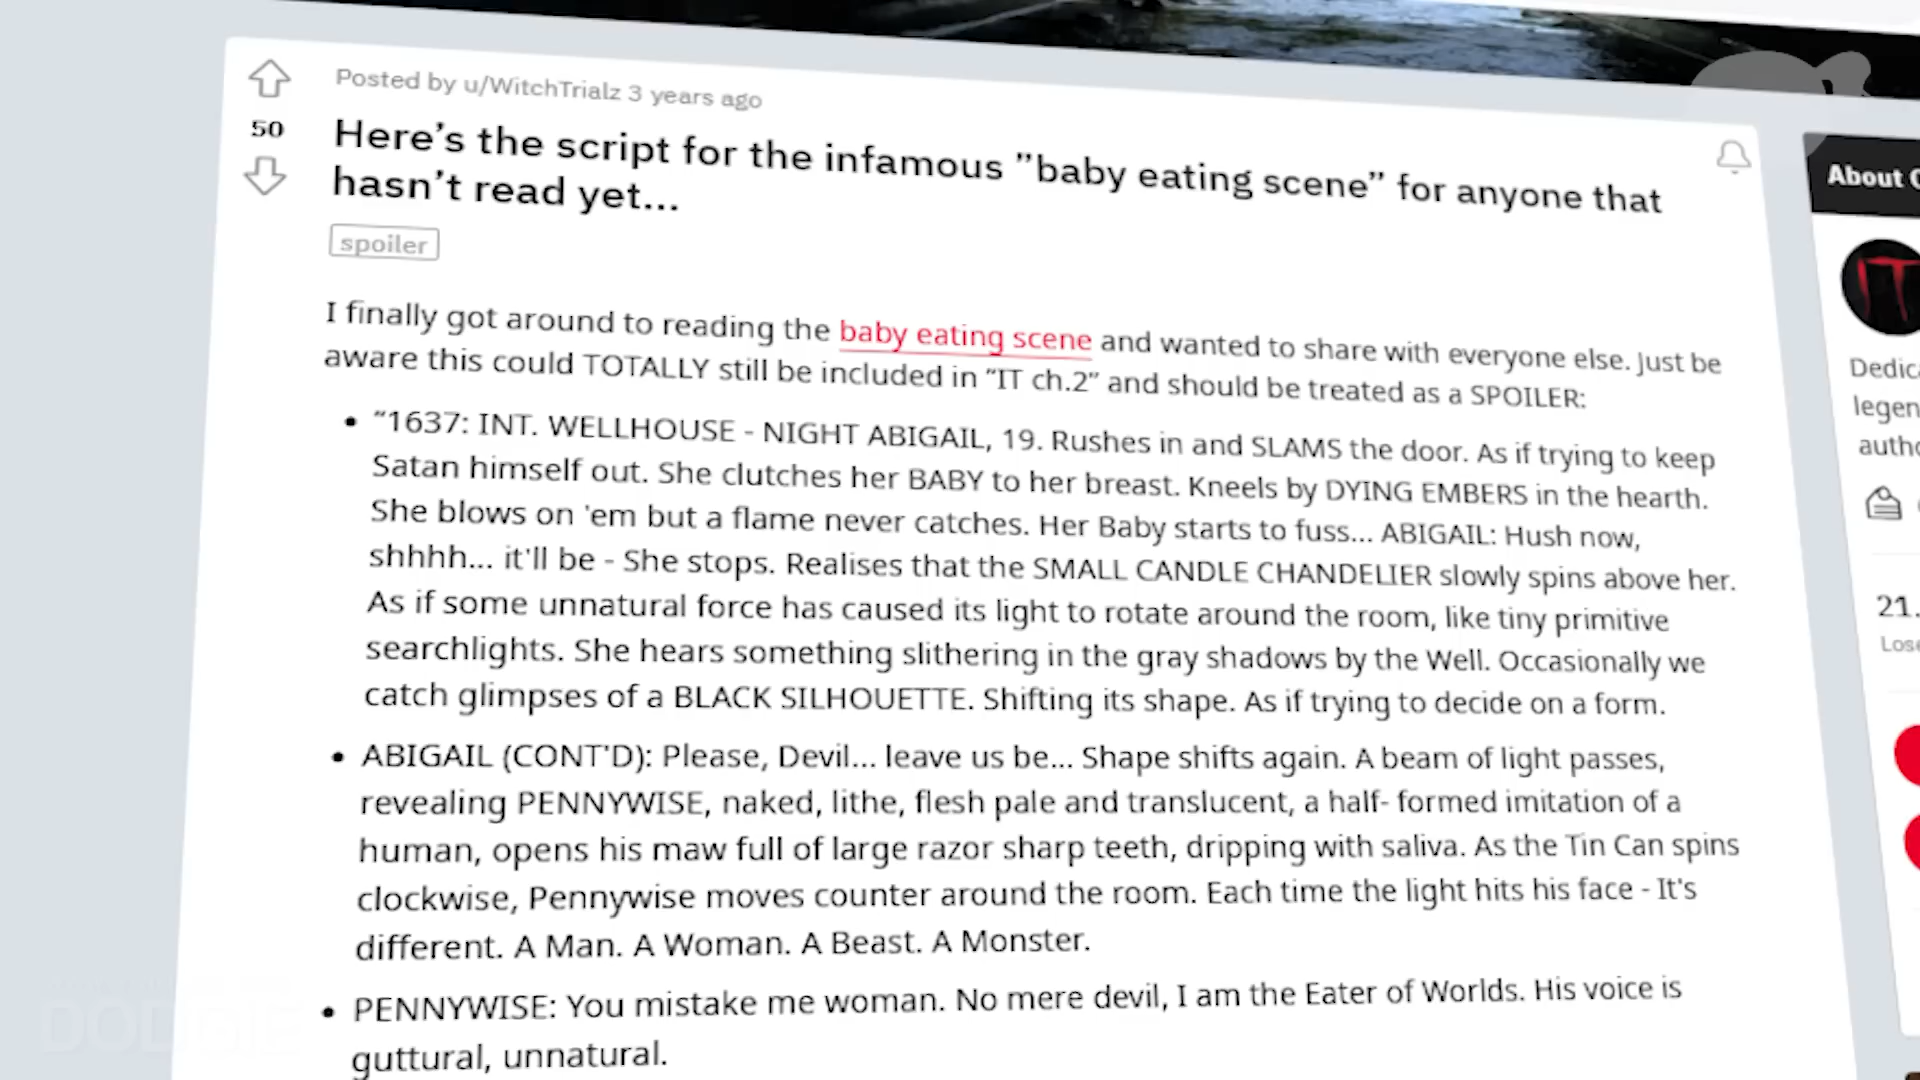 Posted by u/WitchTrialz 3 years ago
50
Here’s the script for the infamous ”baby eating scene” for anyone that
hasn’t read yet...
spoiler
I finally got around to reading the baby eating scene and wanted to share with everyone else. Just be
aware this could TOTALLY still be included in “IT ch.2” and should be treated as a SPOILER:
• “1637: INT. WELLHOUSE - NIGHT ABIGAIL, 19. Rushes in and SLAMS the door. As if trying to keep
Satan himself out. She clutches her BABY to her breast. Kneels by DYING EMBERS in the hearth.
She blows on 'em but a flame never catches. Her Baby starts to fuss... ABIGAIL: Hush now,
shhhh... it'll be - She stops. Realises that the SMALL CANDLE CHANDELIER slowly spins above her.
As if some unnatural force has caused its light to rotate around the room, like tiny primitive
searchlights. She hears something slithering in the gray shadows by the Well. Occasionally we
catch glimpses of a BLACK SILHOUETTE. Shifting its shape. As if trying to decide on a form.
• ABIGAIL (CONT'D): Please, Devil... leave us be... Shape shifts again. A beam of light passes,
revealing PENNYWISE, naked, lithe, flesh pale and translucent, a half- formed imitation of a
human, opens his maw full of large razor sharp teeth, dripping with saliva. As the Tin Can spins
clockwise, Pennywise moves counter around the room. Each time the light hits his face - It's
different. A Man. A Woman. A Beast. A Monster.
• PENNYWISE: You mistake me woman. No mere devil, I am the Eater of Worlds. His voice is
guttural, unnatural.
About C
IT
Dedic
legen
autho
21.
Lose